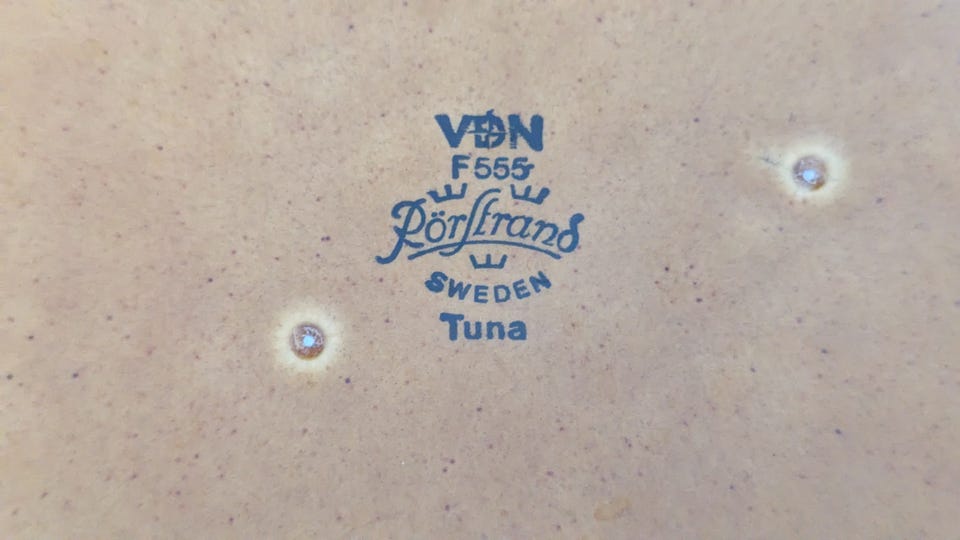 VDN
F555
Rörstrand
SWEDEN
Tuna